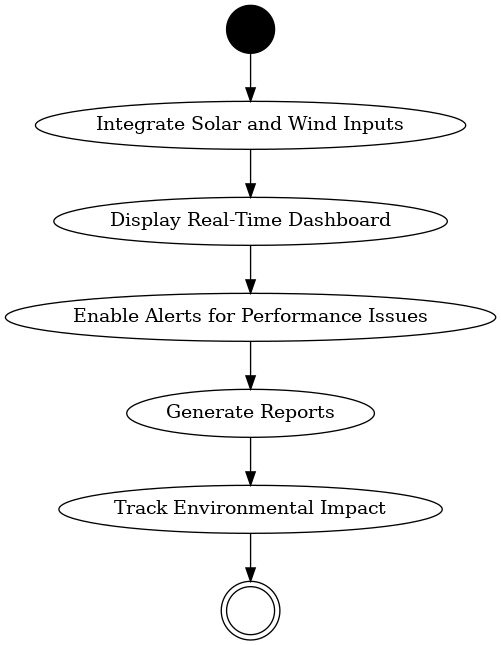 Integrate Solar and Wind Inputs
Display Real-Time Dashboard
Enable Alerts for Performance Issues
Generate Reports
Track Environmental Impact